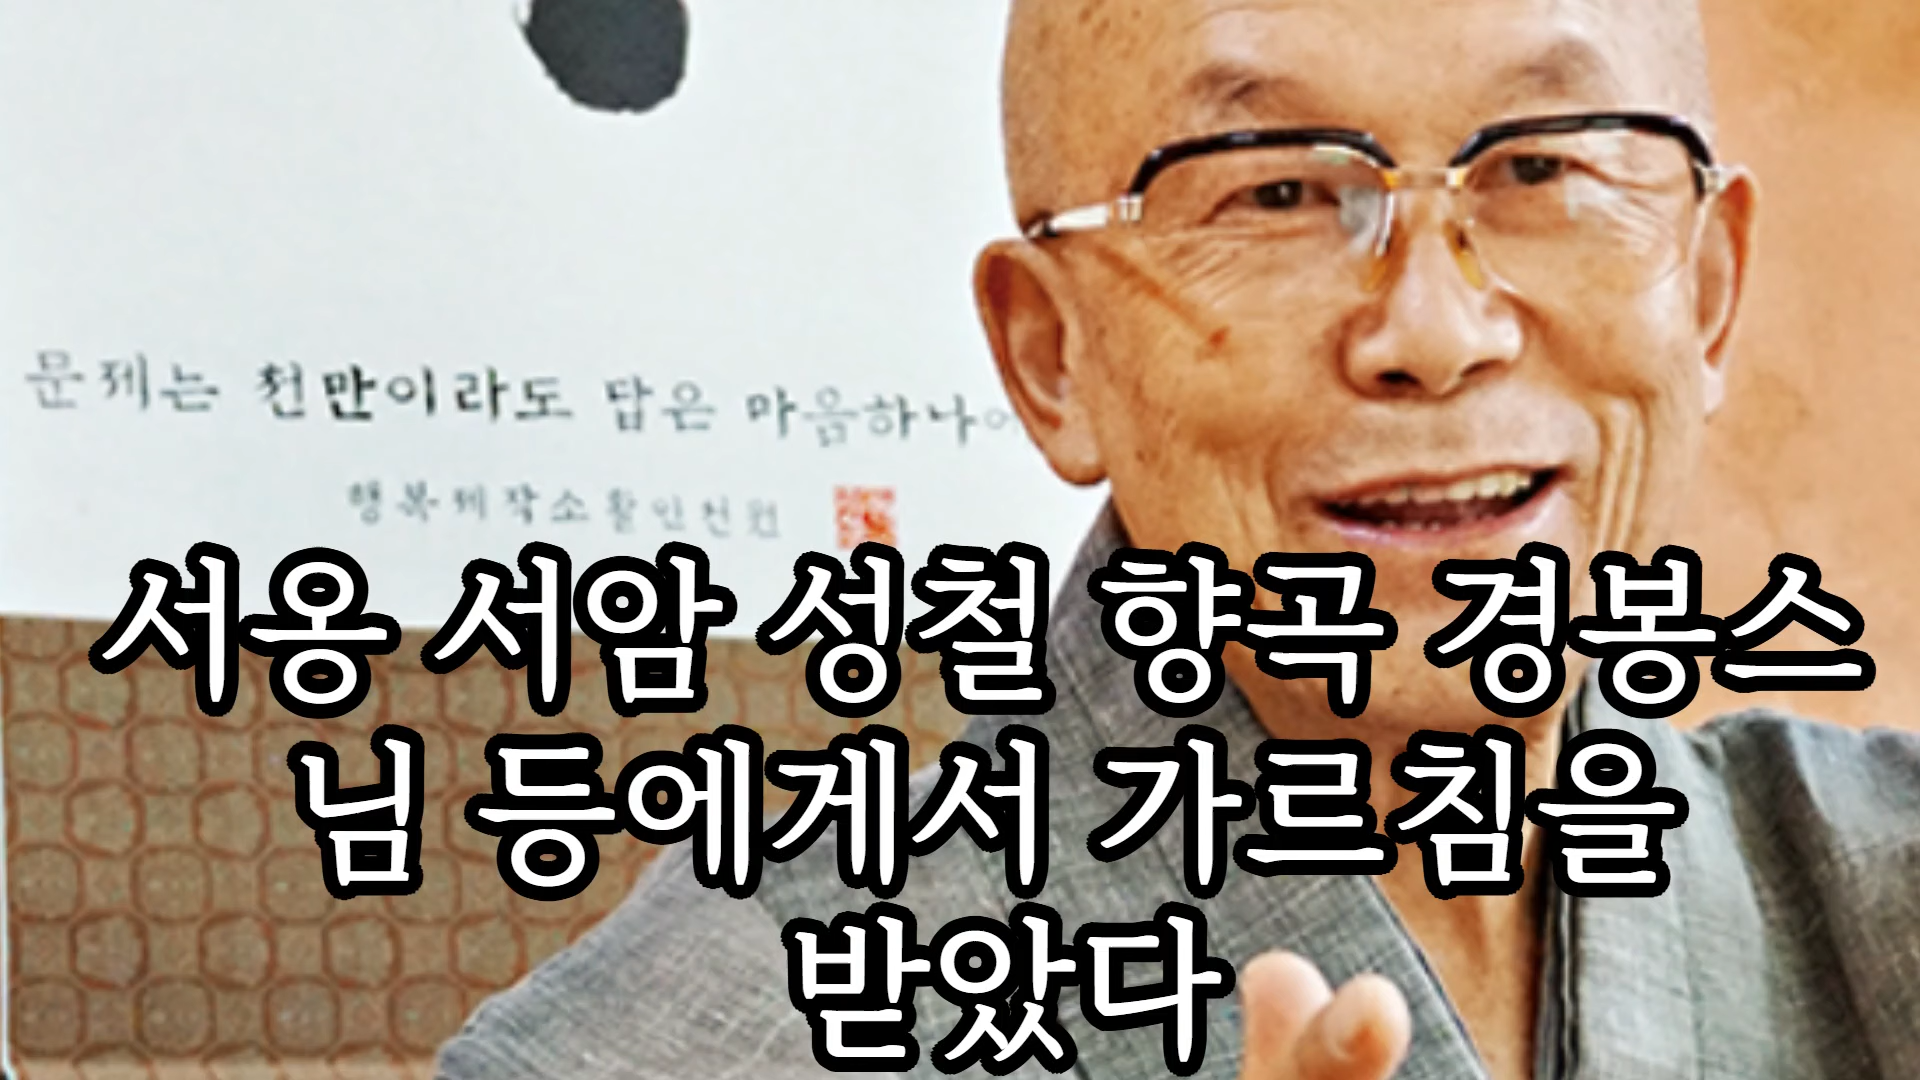 문제는 천만이라도 답은 마음하나
행복제작소활인선원
서옹 서암 성철 향곡 경봉스
님 등에게서 가르침을
받았다